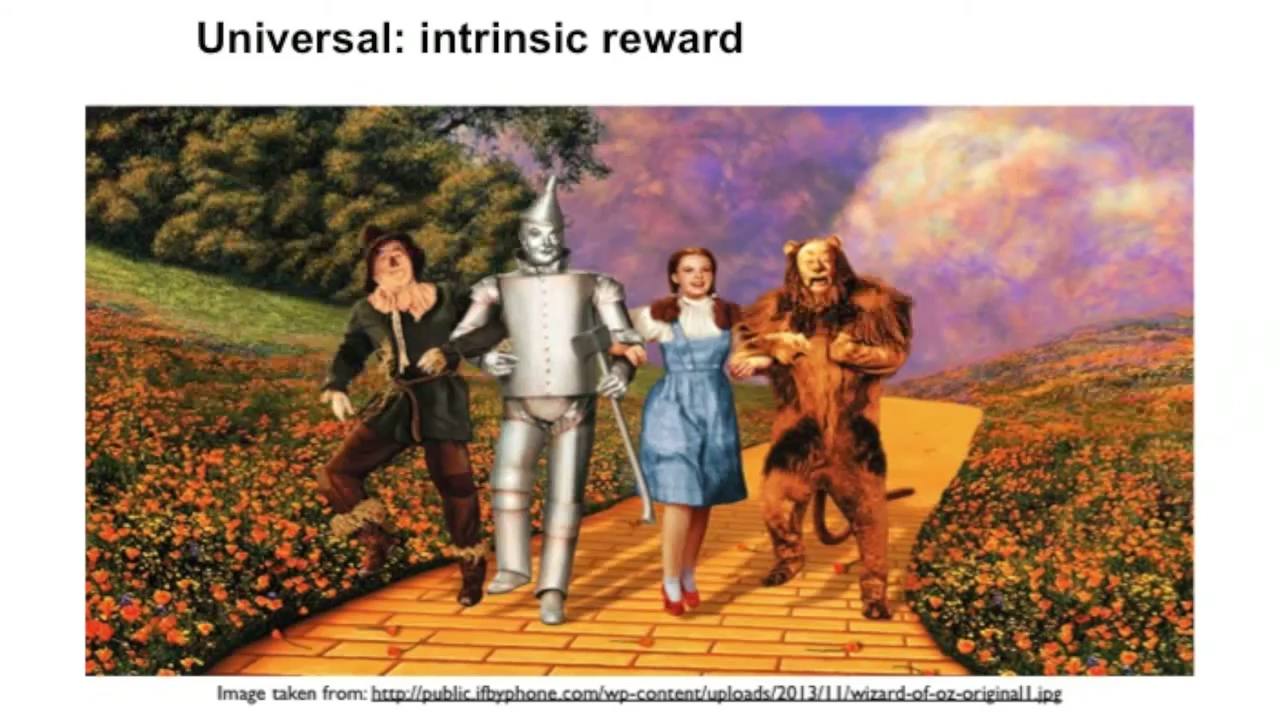 Universal: intrinsic reward
Image taken from: http://public.ifbyphone.com/wp-content/uploads/2013/11/wizard-of-oz-original1.jpg